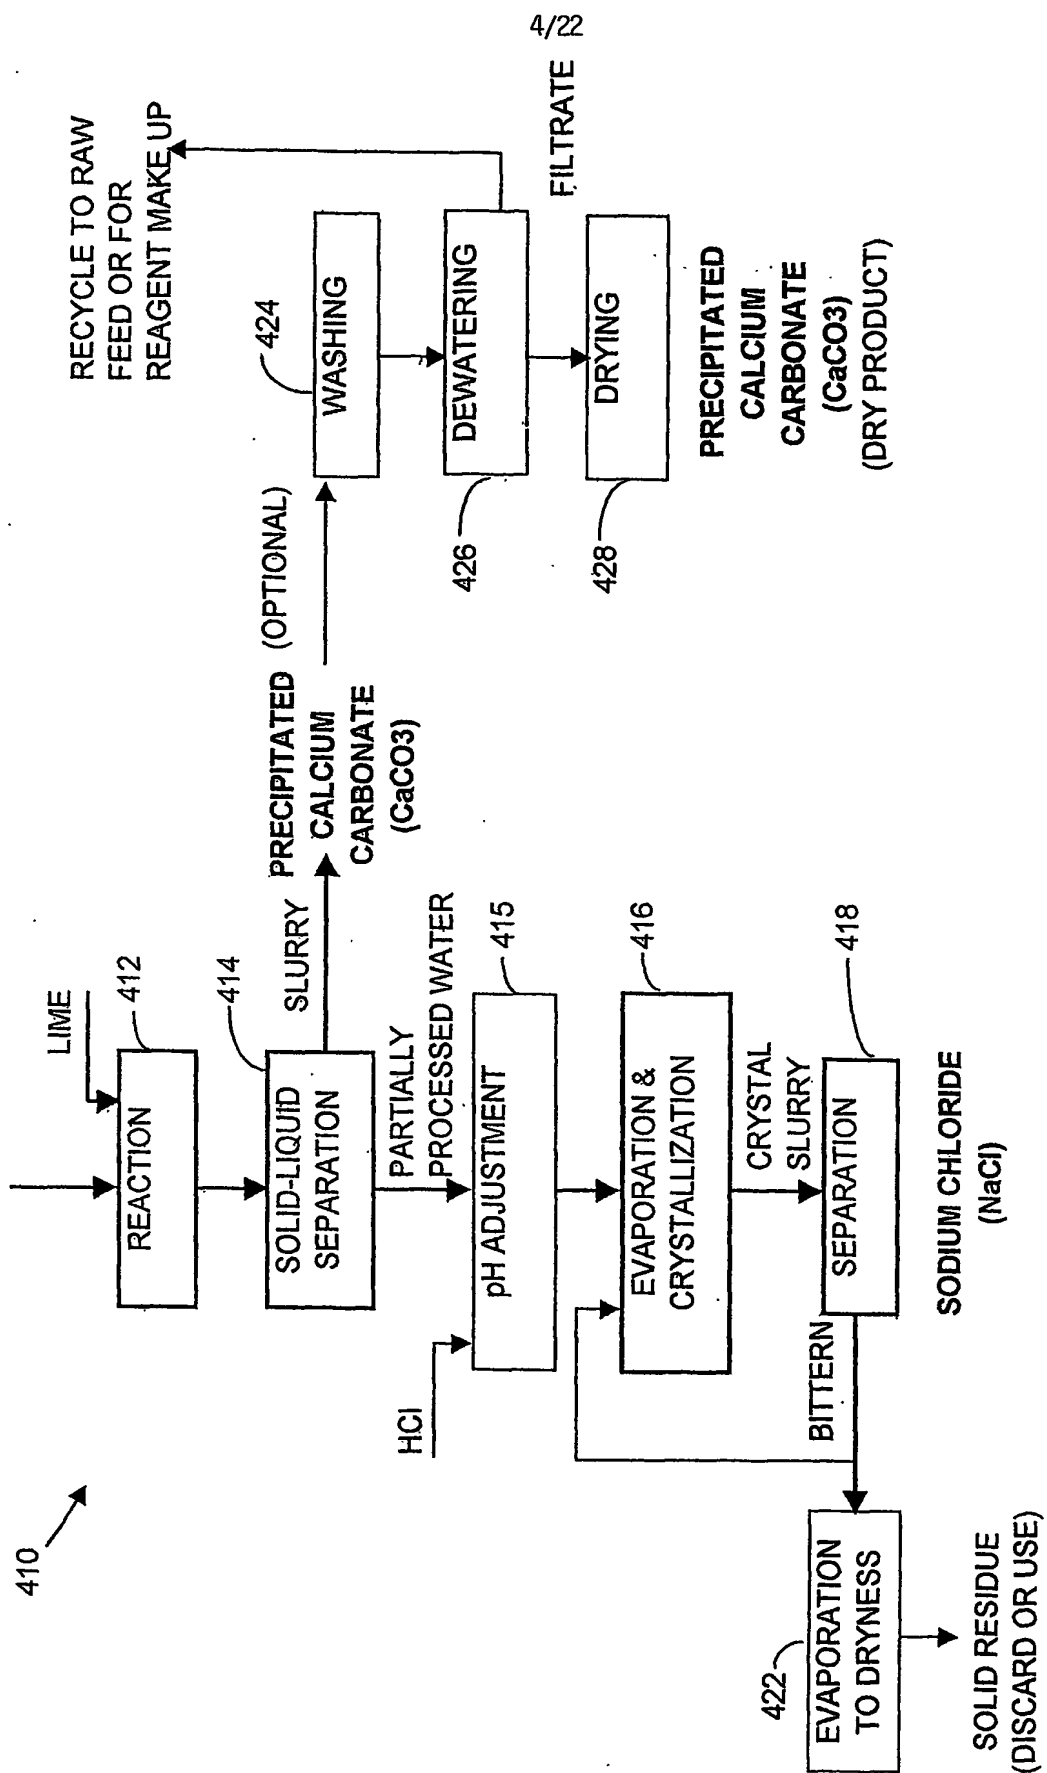 4/22
410
LIME
412
REACTION
414
SOLID-LIQUID
SEPARATION
SLURRY
PRECIPITATED
CALCIUM
CARBONATE
(CaCO3)
(OPTIONAL)
424
WASHING
RECYCLE TO RAW
FEED OR FOR
REAGENT MAKE UP
426
DEWATERING
FILTRATE
428
DRYING
PRECIPITATED
CALCIUM
CARBONATE
(CaCO3)
(DRY PRODUCT)
PARTIALLY
PROCESSED WATER
HCl
415
pH ADJUSTMENT
416
EVAPORATION &
CRYSTALLIZATION
CRYSTAL
SLURRY
418
SEPARATION
BITTERN
SODIUM CHLORIDE
(NaCl)
422
EVAPORATION
TO DRYNESS
SOLID RESIDUE
(DISCARD OR USE)